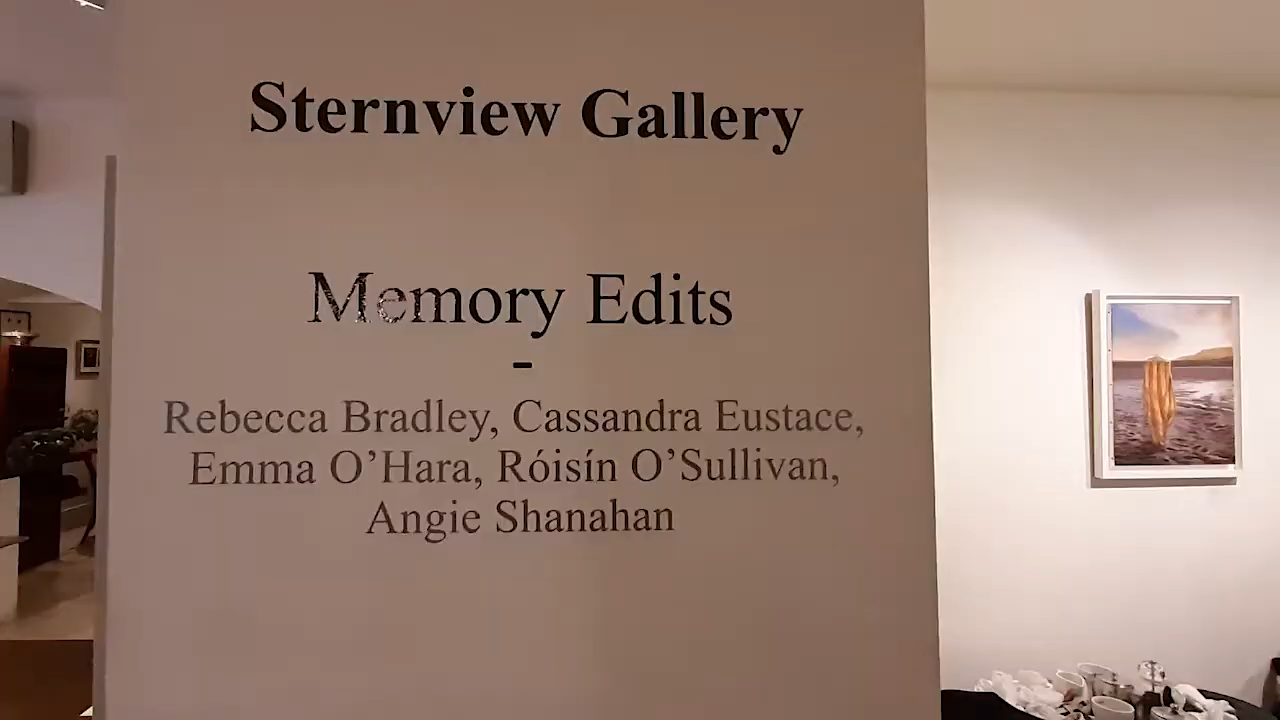 Sternview Gallery
Memory Edits
-
Rebecca Bradley, Cassandra Eustace,
Emma O’Hara, Róisín O’Sullivan,
Angie Shanahan